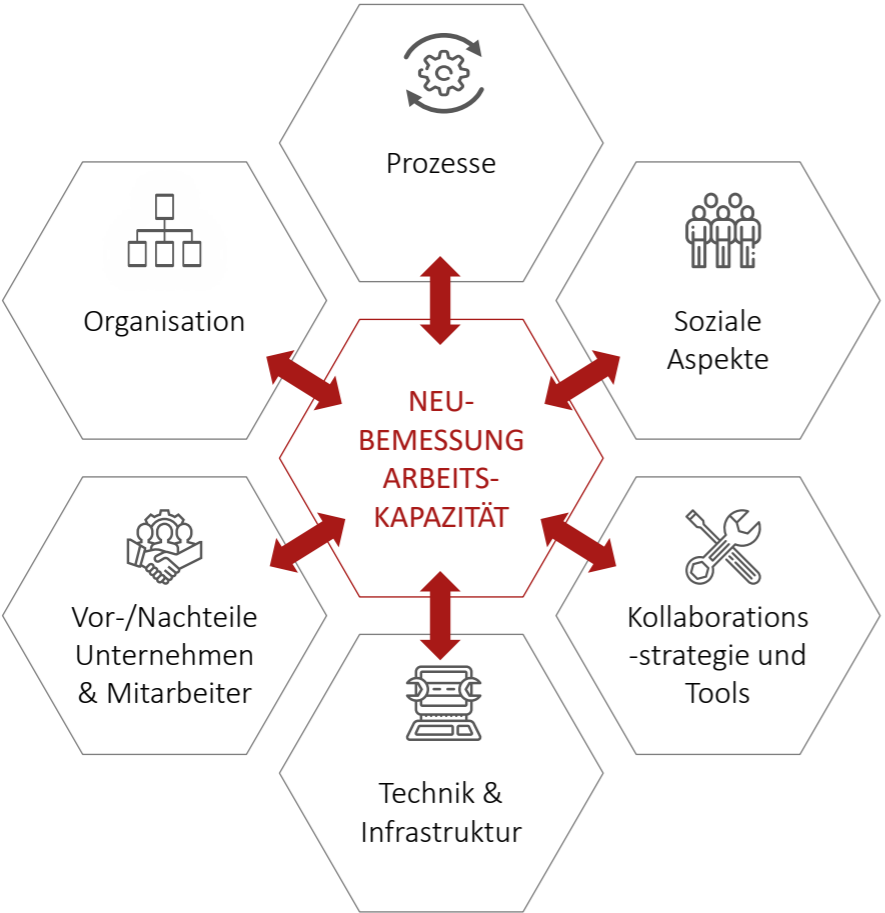 Prozesse
Organisation
Soziale
Aspekte
NEU-
BEMESSUNG
ARBEITS-
KAPAZITÄT
Vor-/Nachteile
Unternehmen
& Mitarbeiter
Kollaborations
-strategie und
Tools
Technik &
Infrastruktur